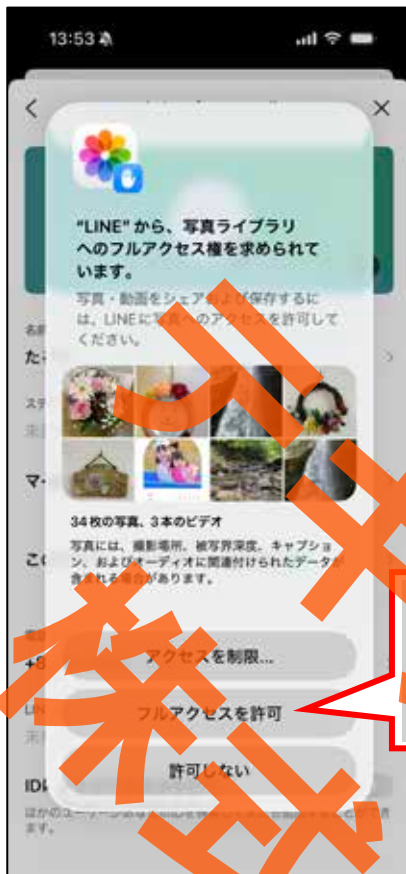 13:53
"LINE" から、写真ライブラリ
へのフルアクセス権を求められて
います。
写真・動画をシェアおよび保存するに
は、LINEに写真へのアクセスを許可して
ください。
34枚の写真、3本のビデオ
写真には、撮影場所、被写界深度、キャプショ
ン、およびオーディオに関連付けられたデータが
含まれる場合があります。
アクセスを制限...
フルアクセスを許可
許可しない
株式